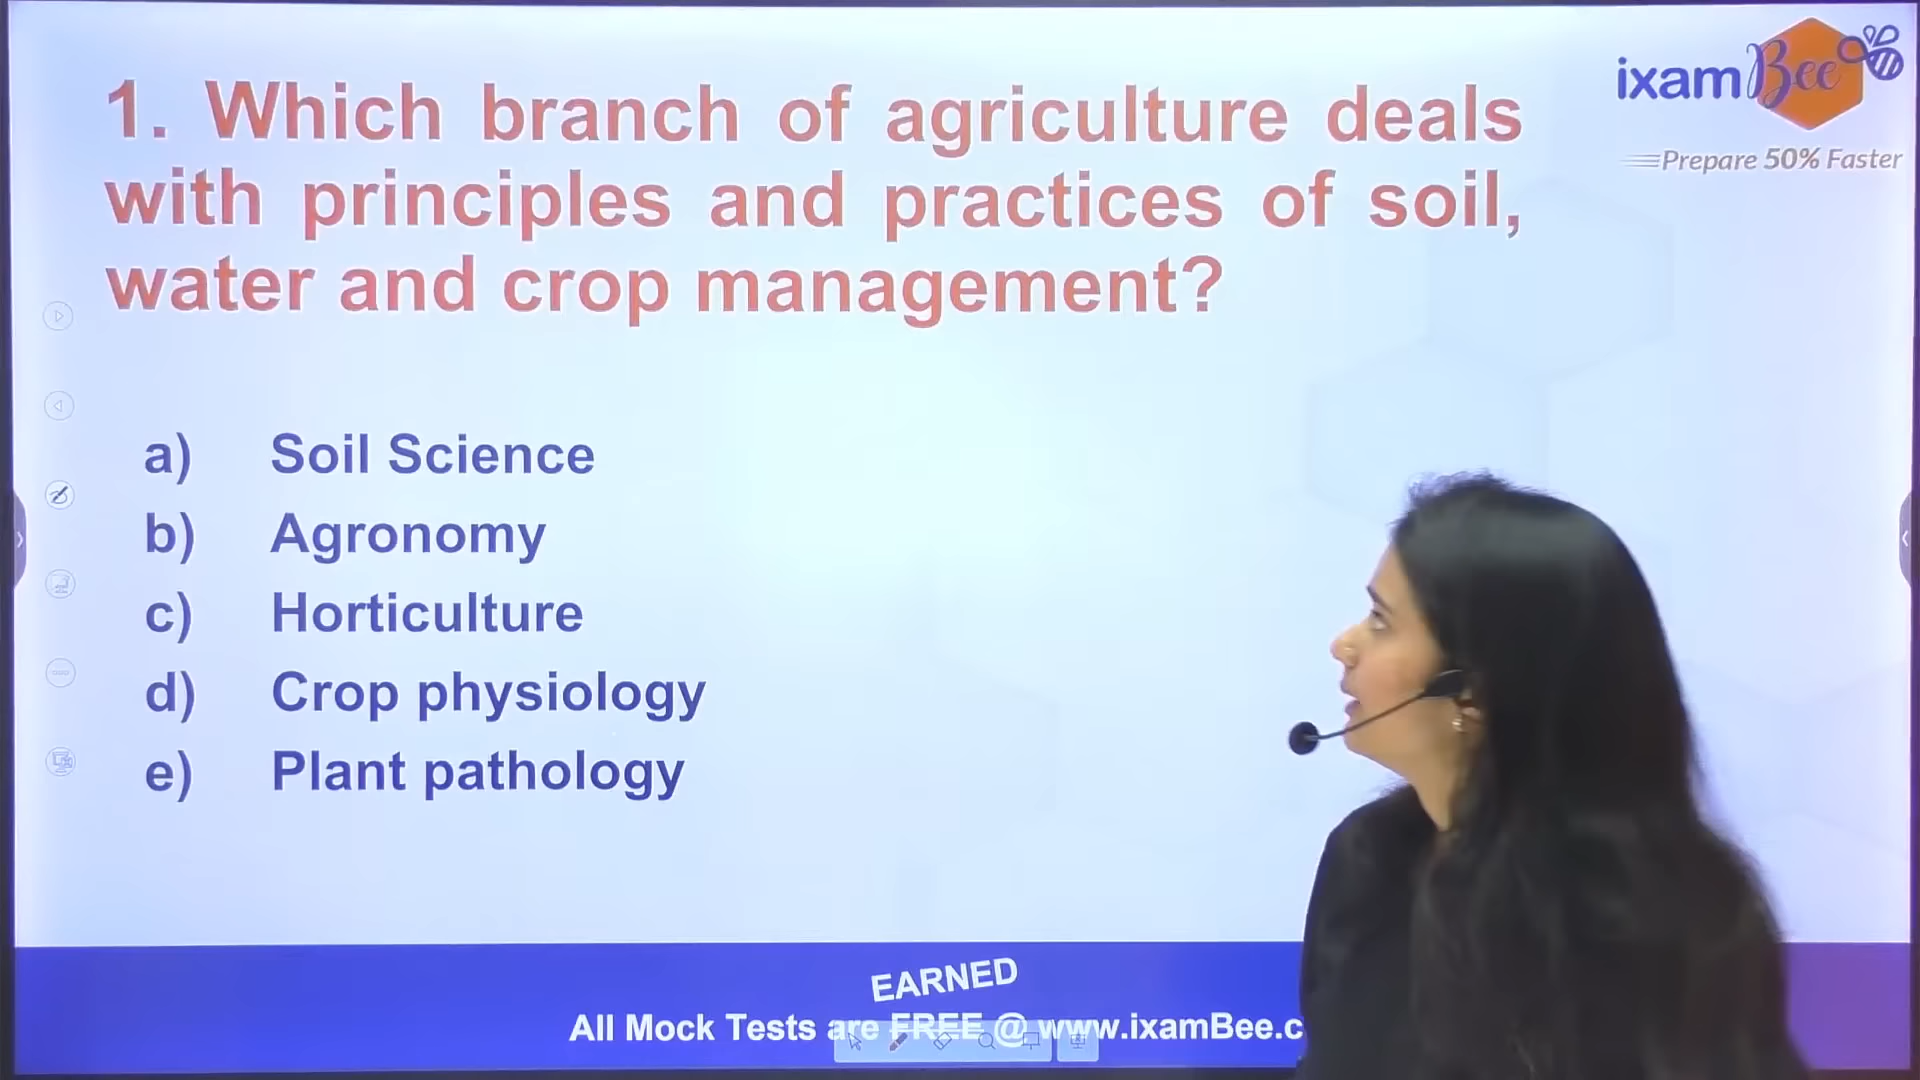 ixamBee
Prepare 50% Faster
1. Which branch of agriculture deals
with principles and practices of soil,
water and crop management?
a) Soil Science
b) Agronomy
c) Horticulture
d) Crop physiology
e) Plant pathology
EARNED
All Mock Tests are FREE @ www.ixamBee.c